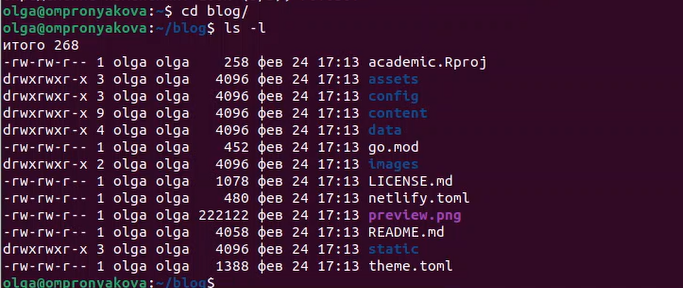 olga@ompronyakova:~$ cd blog/
olga@ompronyakova:~/blog$ ls -l
итого 268
-rw-rw-r-- 1 olga olga    258 фев 24 17:13 academic.Rproj
drwxrwxr-x 3 olga olga   4096 фев 24 17:13 assets
drwxrwxr-x 3 olga olga   4096 фев 24 17:13 config
drwxrwxr-x 9 olga olga   4096 фев 24 17:13 content
drwxrwxr-x 4 olga olga   4096 фев 24 17:13 data
-rw-rw-r-- 1 olga olga    452 фев 24 17:13 go.mod
drwxrwxr-x 2 olga olga   4096 фев 24 17:13 images
-rw-rw-r-- 1 olga olga   1078 фев 24 17:13 LICENSE.md
-rw-rw-r-- 1 olga olga    480 фев 24 17:13 netlify.toml
-rw-rw-r-- 1 olga olga 222122 фев 24 17:13 preview.png
-rw-rw-r-- 1 olga olga   4058 фев 24 17:13 README.md
drwxrwxr-x 3 olga olga   4096 фев 24 17:13 static
-rw-rw-r-- 1 olga olga   1388 фев 24 17:13 theme.toml
olga@ompronyakova:~/blog$